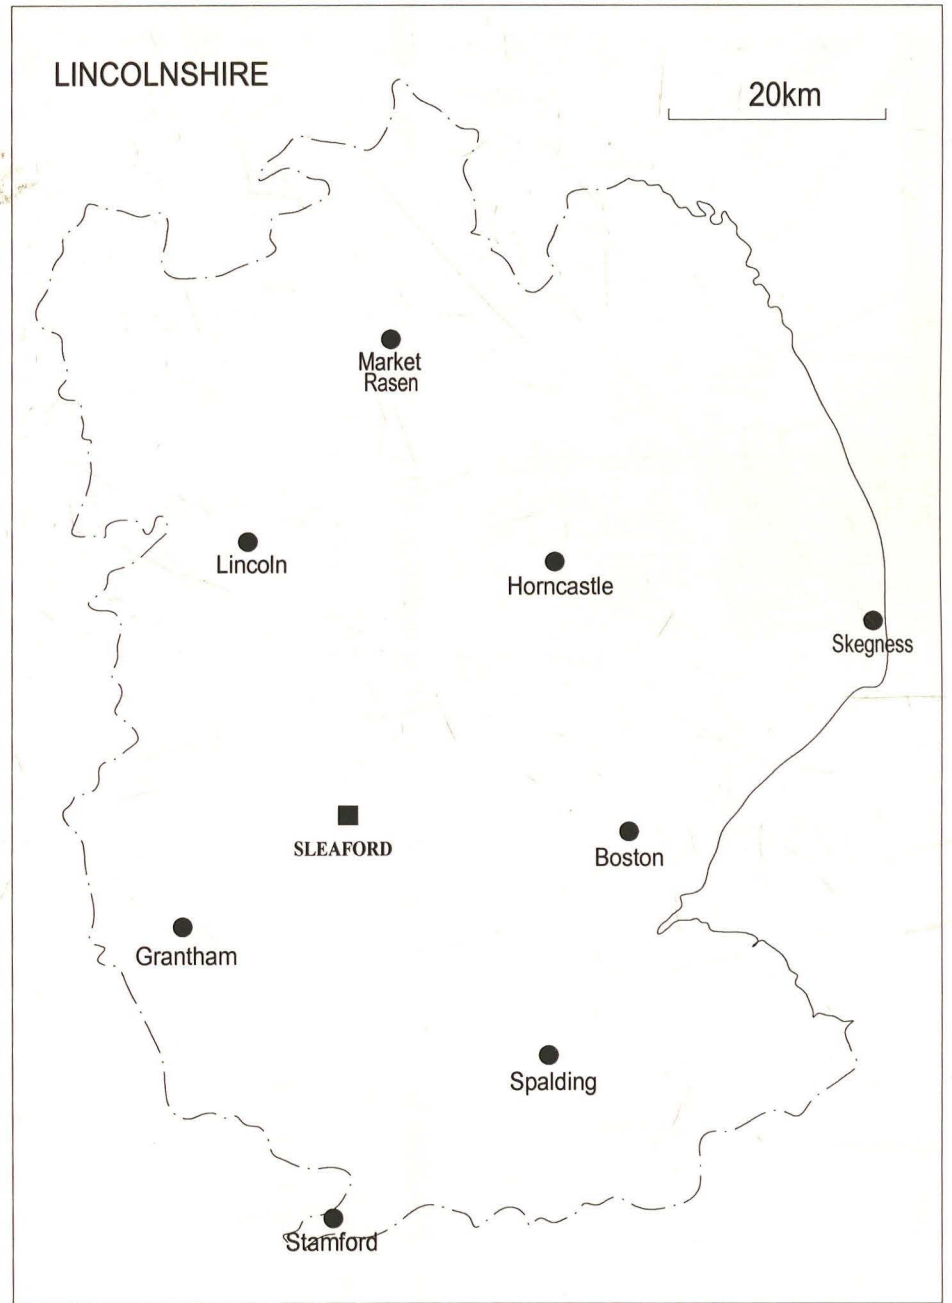 LINCOLNSHIRE
20km
Market
Rasen
Lincoln
Horncastle
Skegness
SLEAFORD
Boston
Grantham
Spalding
Stamford